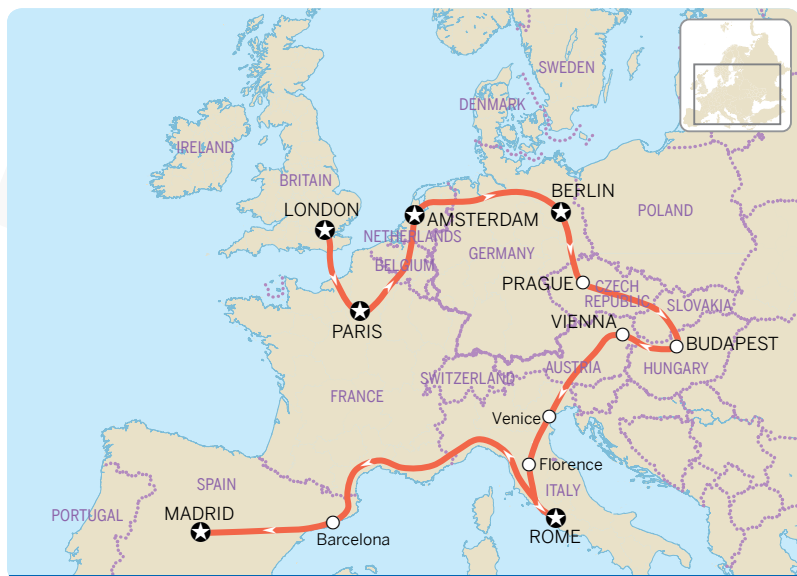 SWEDEN
DENMARK
IRELAND
BRITAIN
LONDON
BERLIN
AMSTERDAM
POLAND
NETHERLANDS
GERMANY
BELGIUM
PRAGUE
CZECH
REPUBLIC
SLOVAKIA
PARIS
VIENNA
BUDAPEST
AUSTRIA
HUNGARY
SWITZERLAND
FRANCE
Venice
Florence
SPAIN
ITALY
PORTUGAL
MADRID
Barcelona
ROME